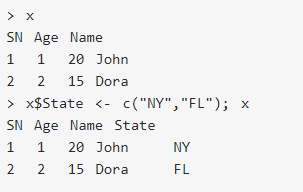 > x
SN Age Name
1 1 20 John
2 2 15 Dora
> x$State <- c("NY","FL"); x
SN Age Name State
1 1 20 John NY
2 2 15 Dora FL